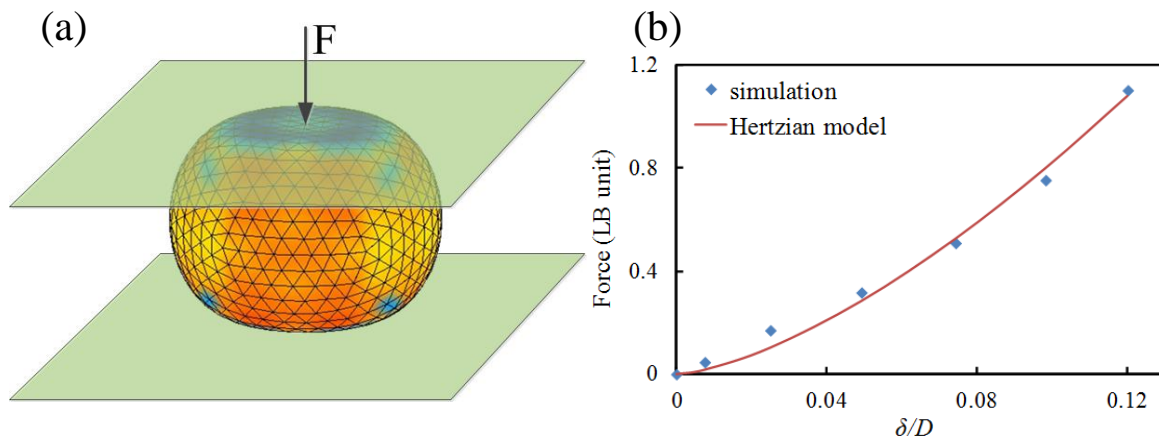 (a)
F
(b)
1.2
0.8
0.4
0
Force (LB unit)
simulation
Hertzian model
0 0.04 0.08 0.12
δ/D